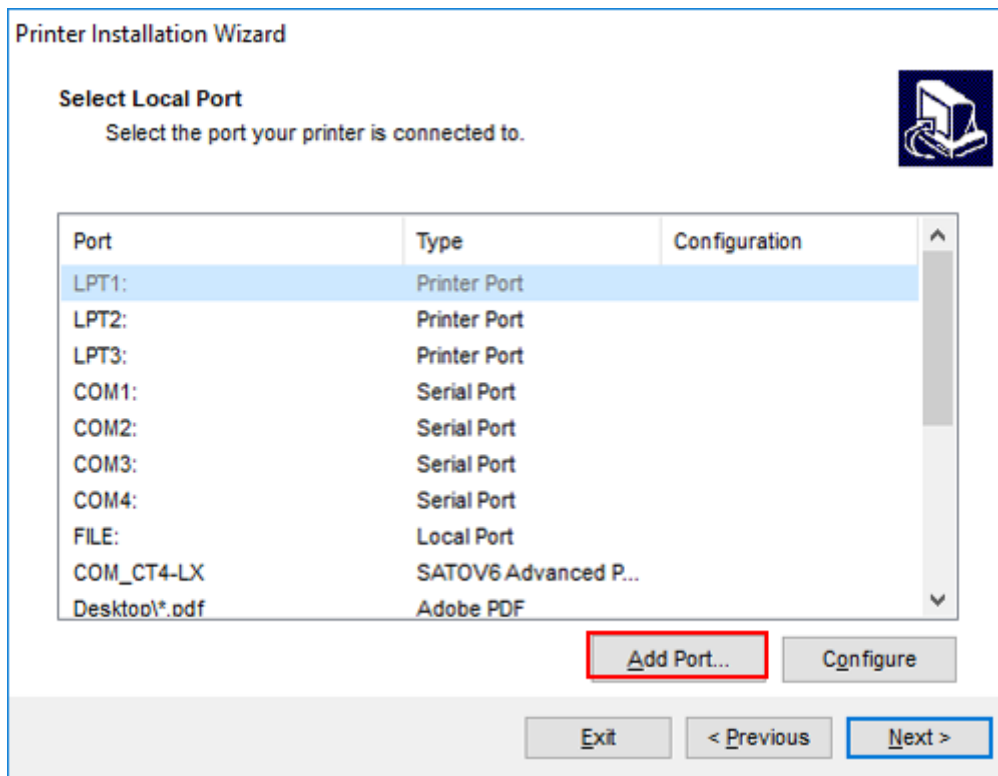 Printer Installation Wizard
Select Local Port
Select the port your printer is connected to.
Port Type Configuration
LPT1: Printer Port
LPT2: Printer Port
LPT3: Printer Port
COM1: Serial Port
COM2: Serial Port
COM3: Serial Port
COM4: Serial Port
FILE: Local Port
COM_CT4-LX SATOV6 Advanced P...
Desktop\*.pdf Adobe PDF
Add Port... Configure
Exit < Previous Next >